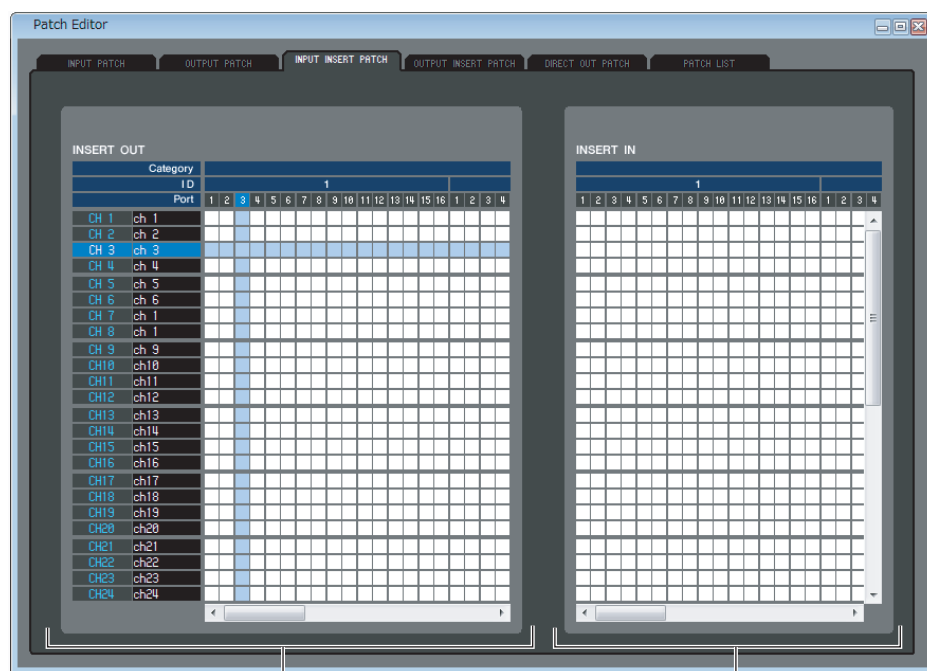 Patch Editor
INPUT PATCH OUTPUT PATCH INPUT INSERT PATCH OUTPUT INSERT PATCH DIRECT OUT PATCH PATCH LIST
INSERT OUT
Category
ID 1
Port 1 2 3 4 5 6 7 8 9 10 11 12 13 14 15 16 1 2 3 4
CH 1 ch 1
CH 2 ch 2
CH 3 ch 3
CH 4 ch 4
CH 5 ch 5
CH 6 ch 6
CH 7 ch 1
CH 8 ch 1
CH 9 ch 9
CH10 ch10
CH11 ch11
CH12 ch12
CH13 ch13
CH14 ch14
CH15 ch15
CH16 ch16
CH17 ch17
CH18 ch18
CH19 ch19
CH20 ch20
CH21 ch21
CH22 ch22
CH23 ch23
CH24 ch24
INSERT IN
1
1 2 3 4 5 6 7 8 9 10 11 12 13 14 15 16 1 2 3 4